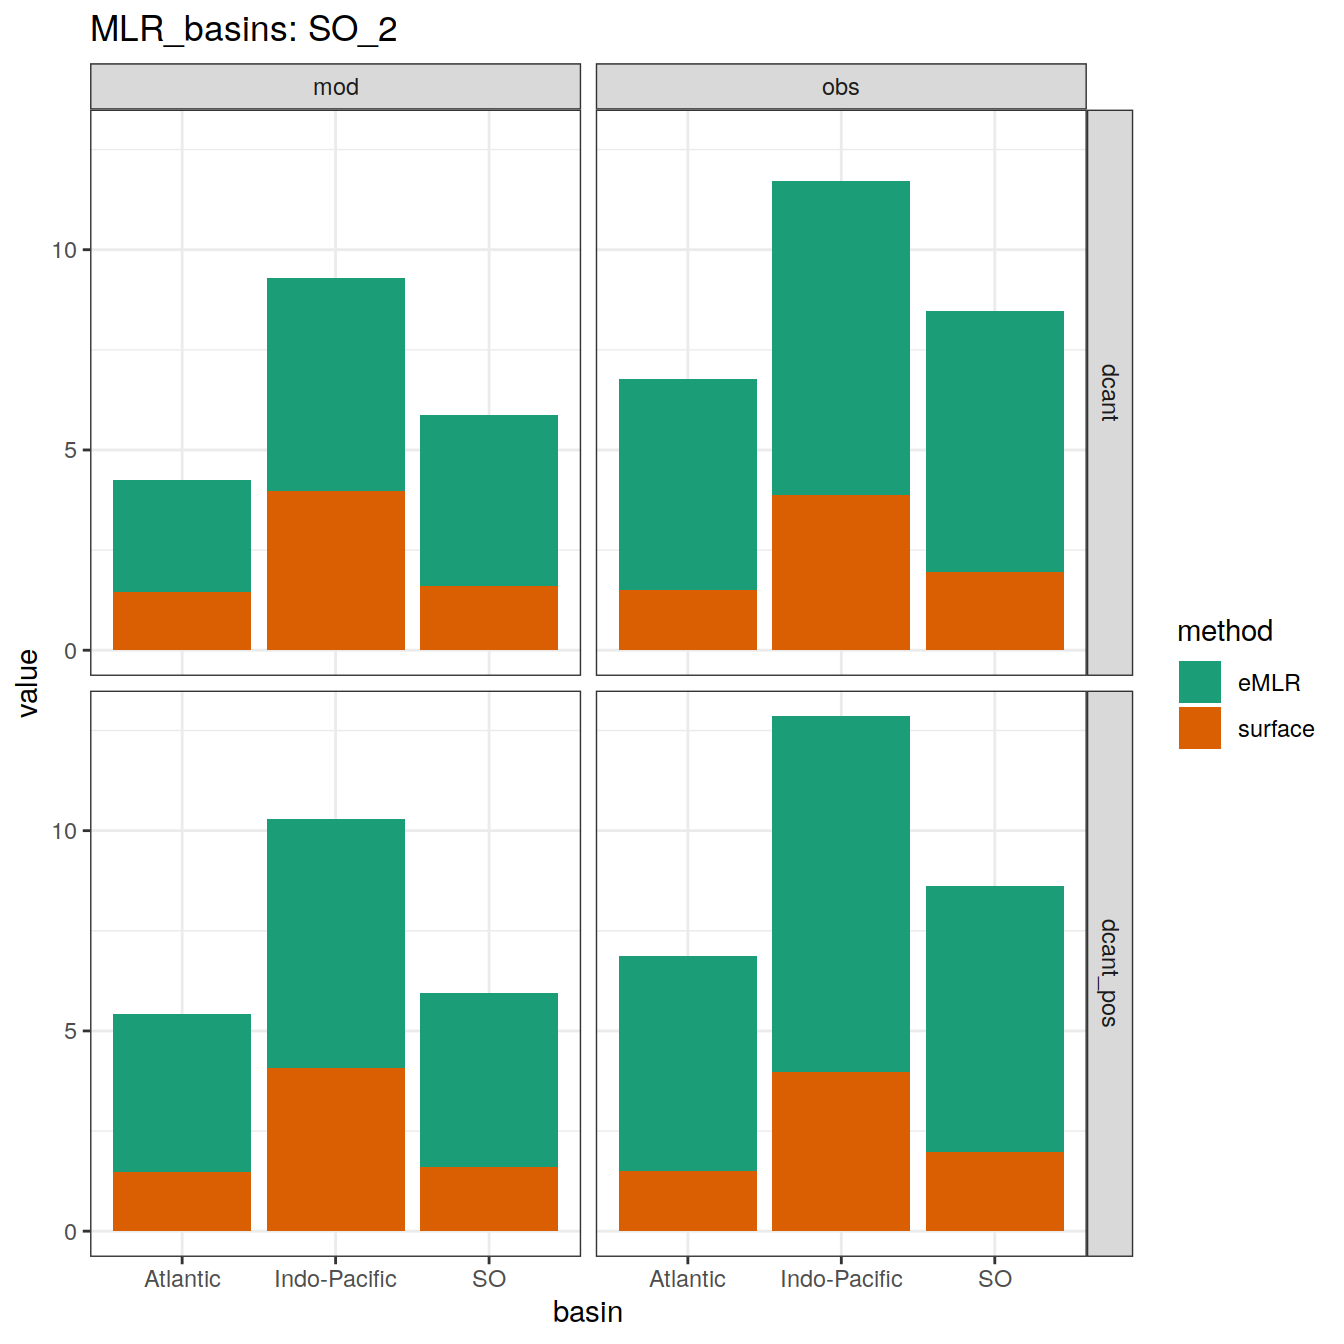 MLR_basins: SO_2
mod
obs
10
5
0
dcant
10
5
0
dcant_pos
value
Atlantic
Indo-Pacific
SO
Atlantic
Indo-Pacific
SO
basin
method
eMLR
surface